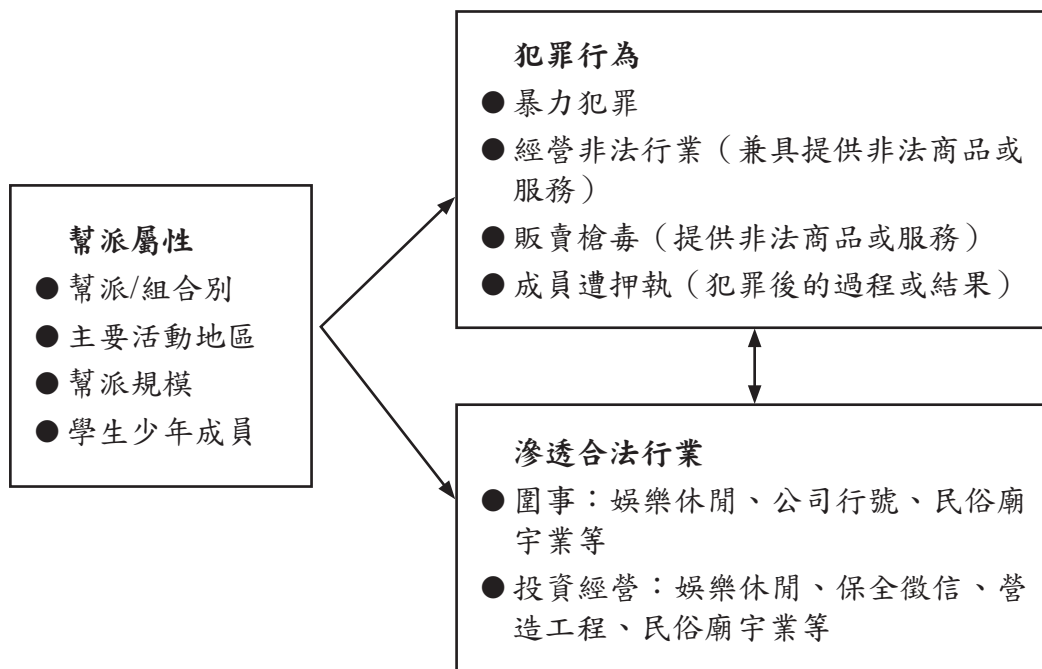 犯罪行為
●暴力犯罪
●經營非法行業（兼具提供非法商品或
服務）
●販賣槍毒（提供非法商品或服務）
●成員遭押執（犯罪後的過程或結果）
幫派屬性
●幫派/組合別
●主要活動地區
●幫派規模
●學生少年成員
滲透合法行業
●圍事：娛樂休閒、公司行號、民俗廟
宇業等
●投資經營：娛樂休閒、保全徵信、營
造工程、民俗廟宇業等